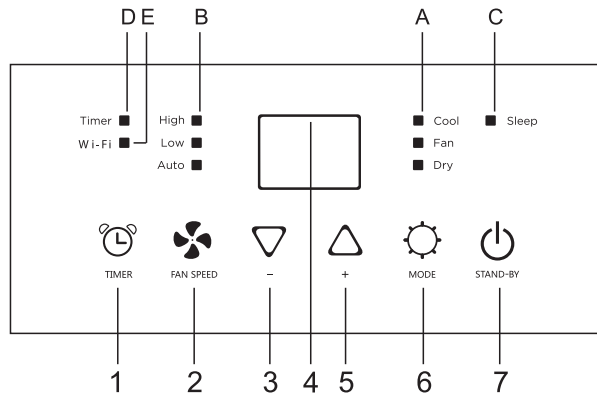 D E B A C
Timer High Cool Sleep
Wi-Fi Low Fan
Auto Dry
TIMER FAN SPEED - + MODE STAND-BY
1 2 3 4 5 6 7